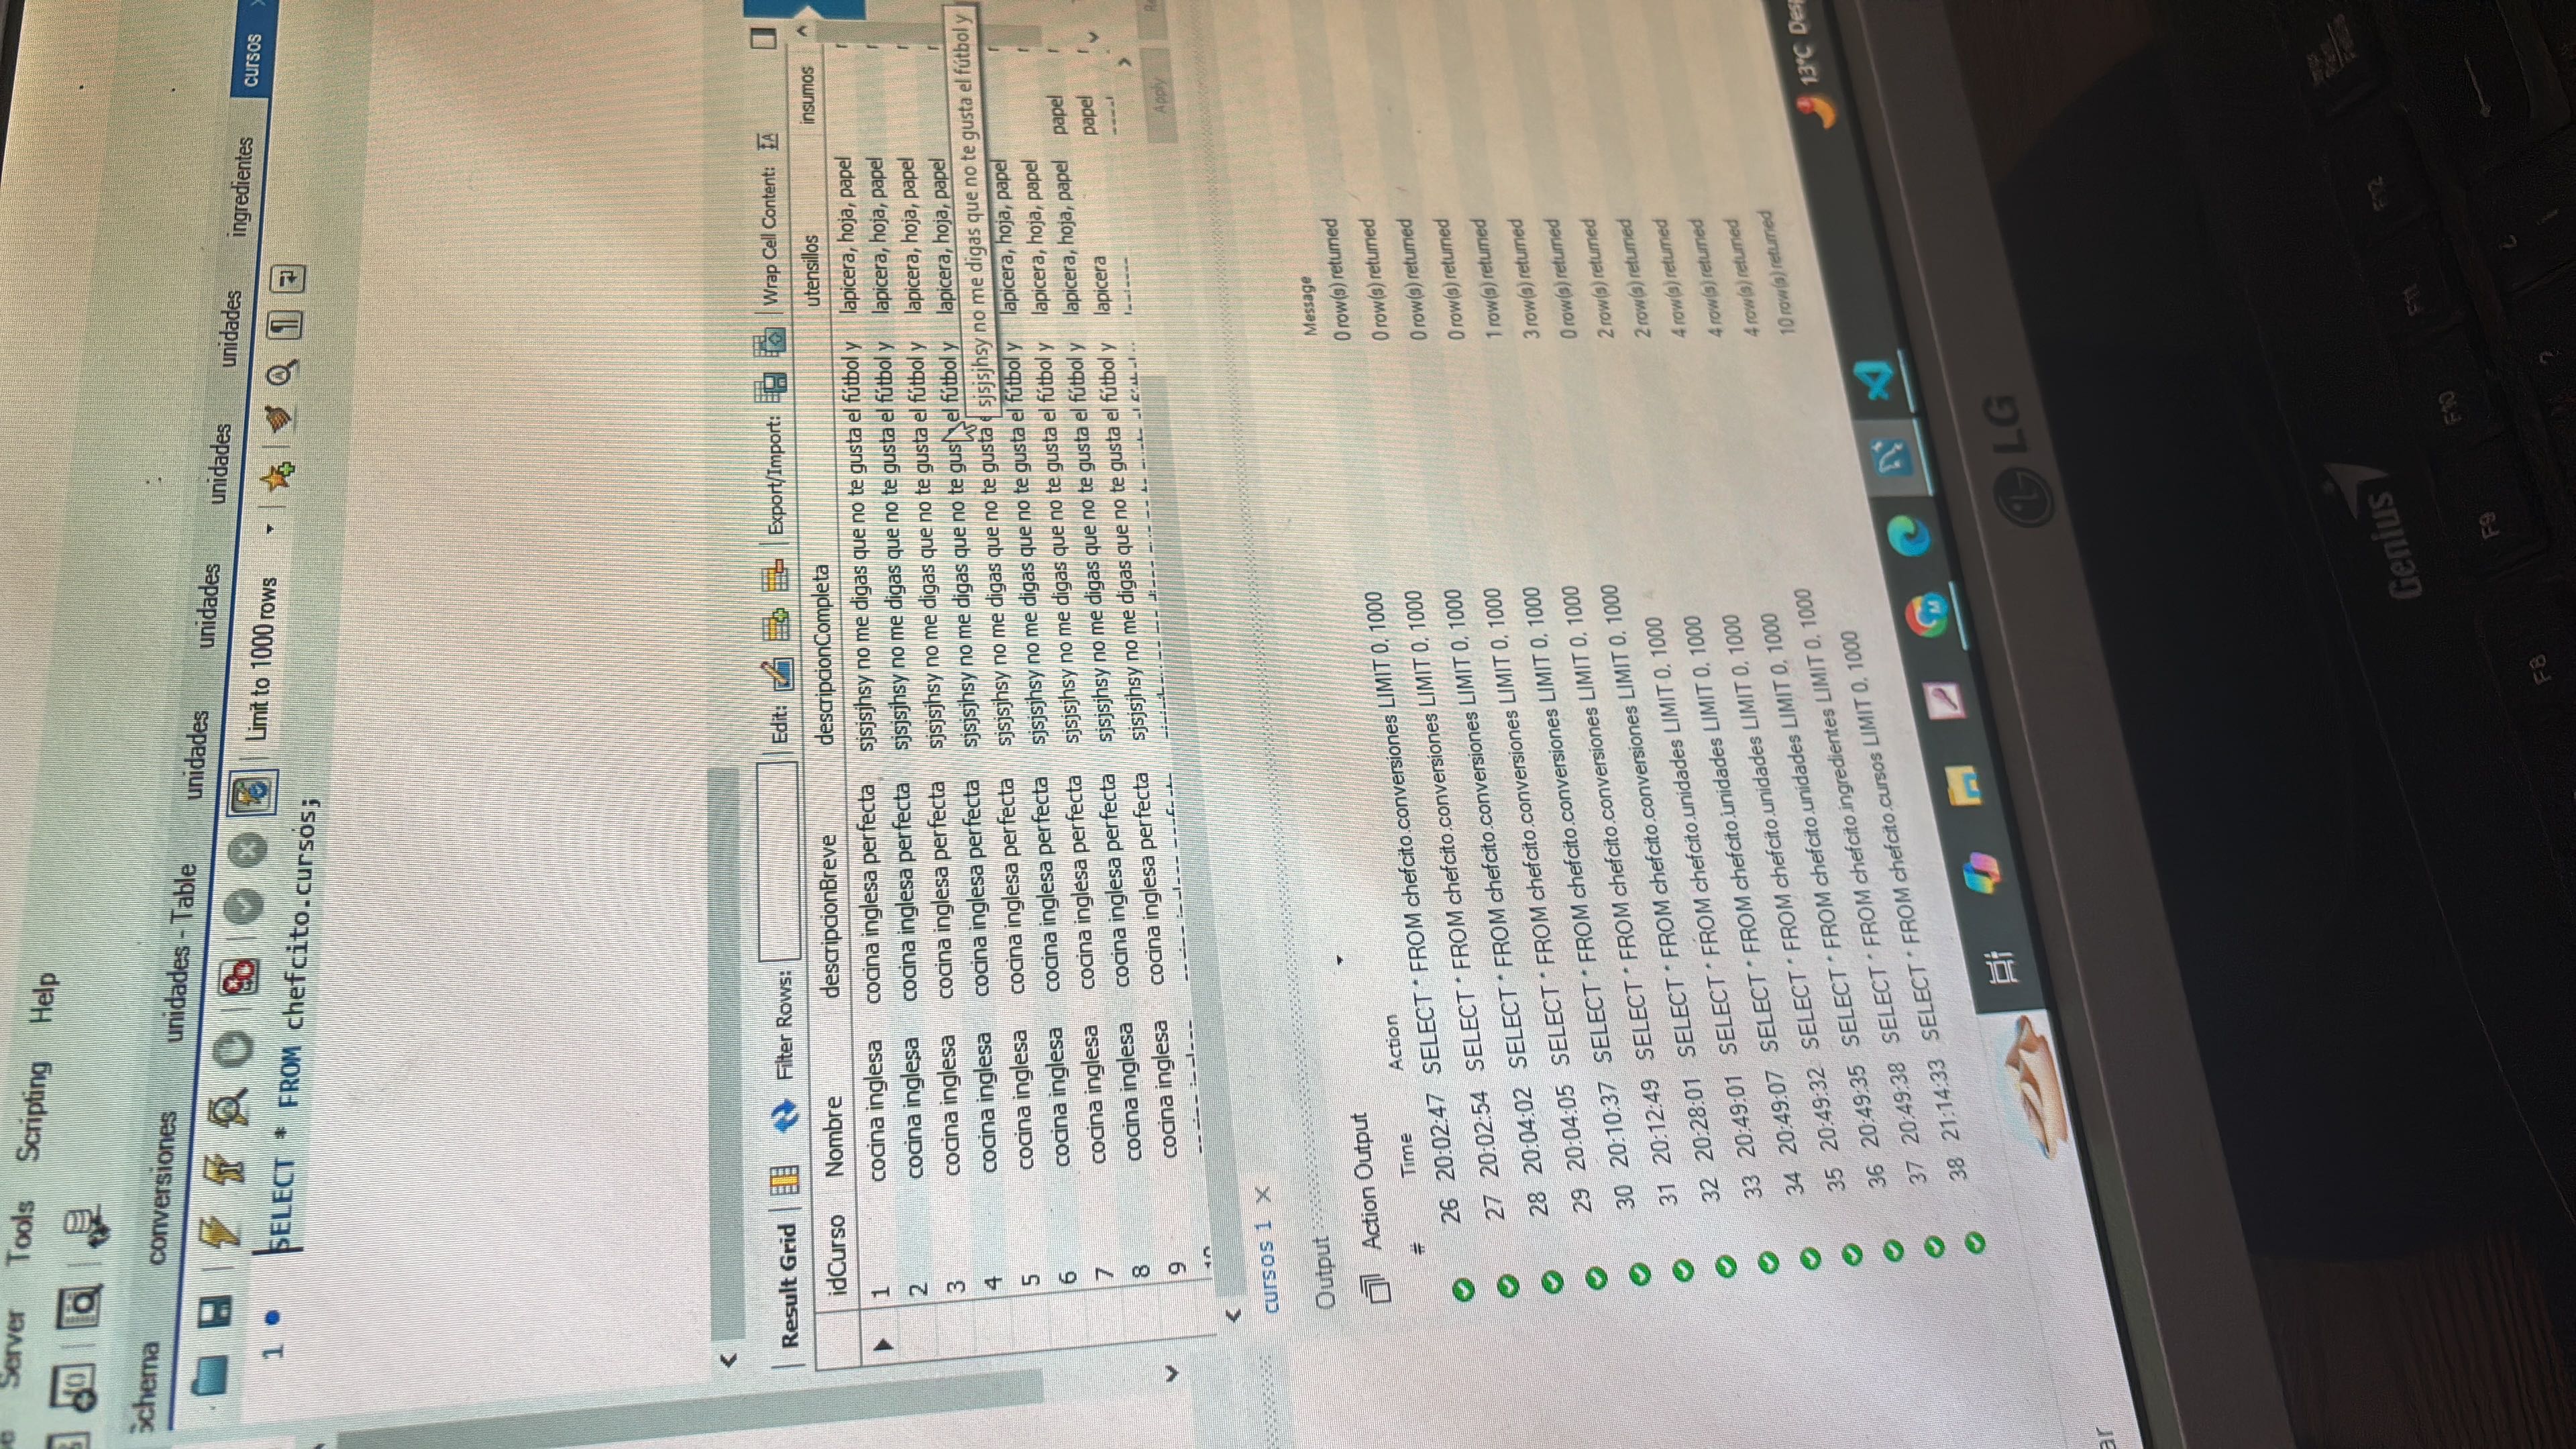 Server Tools Scripting Help
Schema conversiones unidades - Table unidades unidades unidades unidades ingredientes cursos
Limit to 1000 rows
1 SELECT * FROM chefcito.cursos;
Result Grid Filter Rows: Edit: Export/Import: Wrap Cell Content:
idCurso Nombre descripcionBreve descripcionCompleta utensillos insumos
1 cocina inglesa cocina inglesa perfecta sjsjsjhsy no me digas que no te gusta el fútbol y lapicera, hoja, papel
2 cocina inglesa cocina inglesa perfecta sjsjsjhsy no me digas que no te gusta el fútbol y lapicera, hoja, papel
3 cocina inglesa cocina inglesa perfecta sjsjsjhsy no me digas que no te gusta el fútbol y lapicera, hoja, papel
4 cocina inglesa cocina inglesa perfecta sjsjsjhsy no me digas que no te gust el fútbol y lapicera, hoja, papel
5 cocina inglesa cocina inglesa perfecta sjsjsjhsy no me digas que no te gusta sjsjsjhsy no me digas que no te gusta el fútbol y
6 cocina inglesa cocina inglesa perfecta sjsjsjhsy no me digas que no te gusta el fútbol y lapicera, hoja, papel
7 cocina inglesa cocina inglesa perfecta sjsjsjhsy no me digas que no te gusta el fútbol y lapicera, hoja, papel
8 cocina inglesa cocina inglesa perfecta sjsjsjhsy no me digas que no te gusta el fútbol y lapicera, hoja, papel papel
9 cocina inglesa cocina inglesa perfecta sjsjsjhsy no me digas que no te gusta el fútbol y lapicera papel
10
Apply
cursos 1
Output
Action Output
# Time Action Message
26 20:02:47 SELECT * FROM chefcito.conversiones LIMIT 0, 1000 0 row(s) returned
27 20:02:54 SELECT * FROM chefcito.conversiones LIMIT 0, 1000 0 row(s) returned
28 20:04:02 SELECT * FROM chefcito.conversiones LIMIT 0, 1000 0 row(s) returned
29 20:04:05 SELECT * FROM chefcito.conversiones LIMIT 0, 1000 0 row(s) returned
30 20:10:37 SELECT * FROM chefcito.conversiones LIMIT 0, 1000 1 row(s) returned
31 20:12:49 SELECT * FROM chefcito.conversiones LIMIT 0, 1000 3 row(s) returned
32 20:28:01 SELECT * FROM chefcito.conversiones LIMIT 0, 1000 0 row(s) returned
33 20:49:01 SELECT * FROM chefcito.unidades LIMIT 0, 1000 2 row(s) returned
34 20:49:07 SELECT * FROM chefcito.unidades LIMIT 0, 1000 2 row(s) returned
35 20:49:32 SELECT * FROM chefcito.unidades LIMIT 0, 1000 4 row(s) returned
36 20:49:35 SELECT * FROM chefcito.unidades LIMIT 0, 1000 4 row(s) returned
37 20:49:38 SELECT * FROM chefcito.ingredientes LIMIT 0, 1000 4 row(s) returned
38 21:14:33 SELECT * FROM chefcito.cursos LIMIT 0, 1000 10 row(s) returned
13°C
ar
LG
Genius
F8 F9 F10 F11 F12